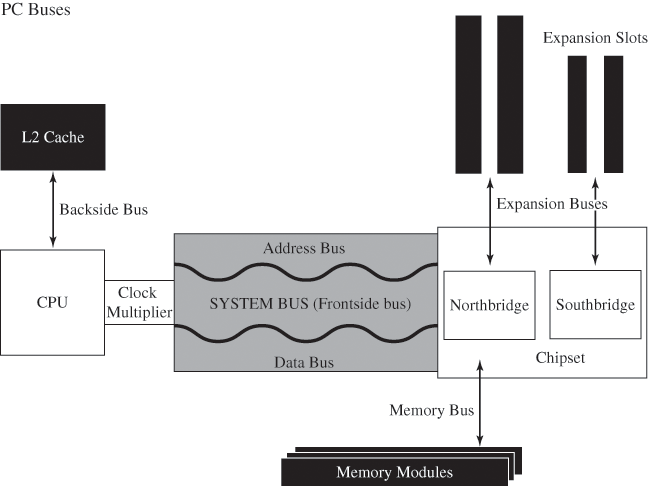 PC Buses
Expansion Slots
L2 Cache
Backside Bus
Expansion Buses
Address Bus
CPU
Clock
Multiplier
SYSTEM BUS (Frontside bus)
Northbridge
Southbridge
Data Bus
Chipset
Memory Bus
Memory Modules